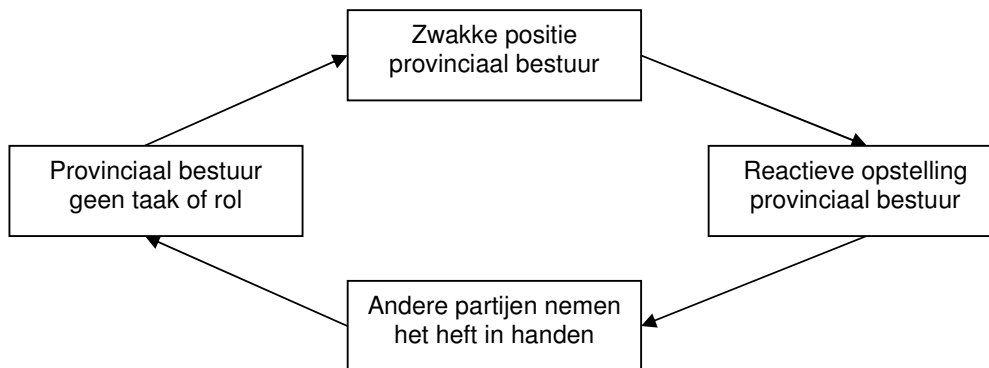 Zwakke positie
provinciaal bestuur
Provinciaal bestuur
geen taak of rol
Reactieve opstelling
provinciaal bestuur
Andere partijen nemen
het heft in handen